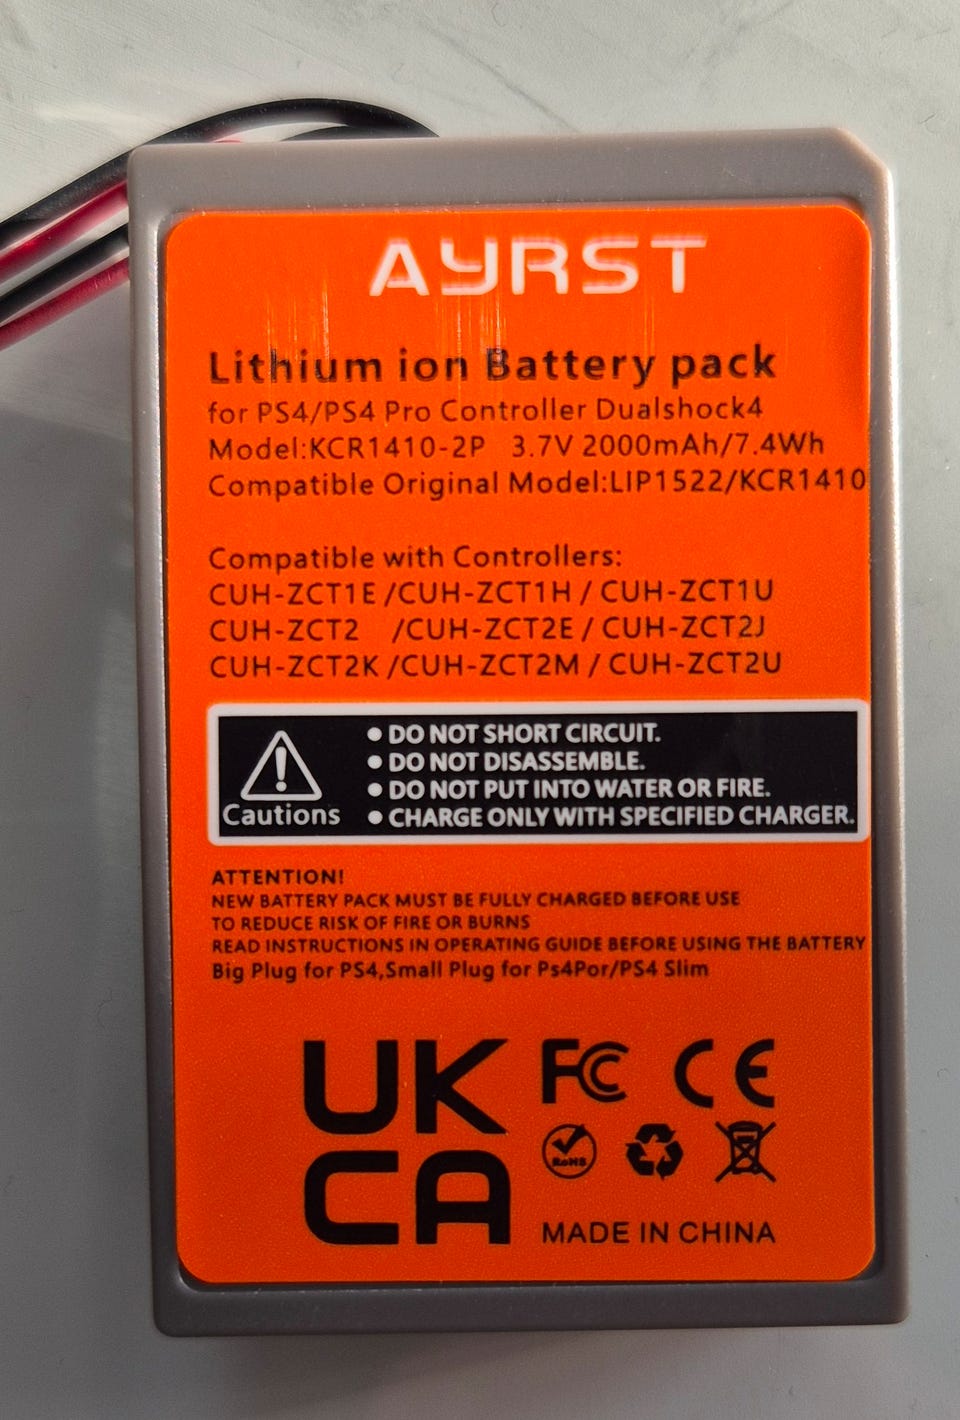 AYRST
Lithium ion Battery pack
for PS4/PS4 Pro Controller Dualshock4
Model:KCR1410-2P 3.7V 2000mAh/7.4Wh
Compatible Original Model:LIP1522/KCR1410
Compatible with Controllers:
CUH-ZCT1E /CUH-ZCT1H / CUH-ZCT1U
CUH-ZCT2 /CUH-ZCT2E / CUH-ZCT2J
CUH-ZCT2K /CUH-ZCT2M / CUH-ZCT2U
Cautions
● DO NOT SHORT CIRCUIT.
● DO NOT DISASSEMBLE.
● DO NOT PUT INTO WATER OR FIRE.
● CHARGE ONLY WITH SPECIFIED CHARGER.
ATTENTION!
NEW BATTERY PACK MUST BE FULLY CHARGED BEFORE USE
TO REDUCE RISK OF FIRE OR BURNS
READ INSTRUCTIONS IN OPERATING GUIDE BEFORE USING THE BATTERY
Big Plug for PS4,Small Plug for Ps4Por/PS4 Slim
UK
CA
FC CE
RoHS
MADE IN CHINA